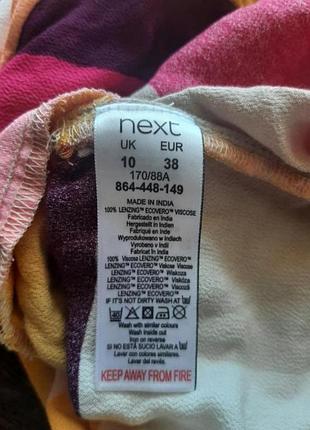 next
UK EUR
10 38
170/88A
864-448-149
MADE IN INDIA
100% LENZING™ ECOVERO™ VISCOSE
Fabricado en India
Hergestellt in Indien
Fabriqué en Inde
Wyprodukowano w Indiach
Vyrobeno v Indii
Fabricat în India
100% Viscosa LENZING™ ECOVERO™
LENZING™ ECOVERO™ Viskose Viscose
LENZING™ ECOVERO™ Wiskoza
LENZING™ ECOVERO™ Viskóza
LENZING™ ECOVERO™ Viscoză
IF IT'S NOT DIRTY WASH AT
Wash with similar colours
Wash inside out
Iron on reverse
SI NO ESTÁ SUCIO LAVAR A
Lavar con colores similares.
Lavar del revés.
KEEP AWAY FROM FIRE